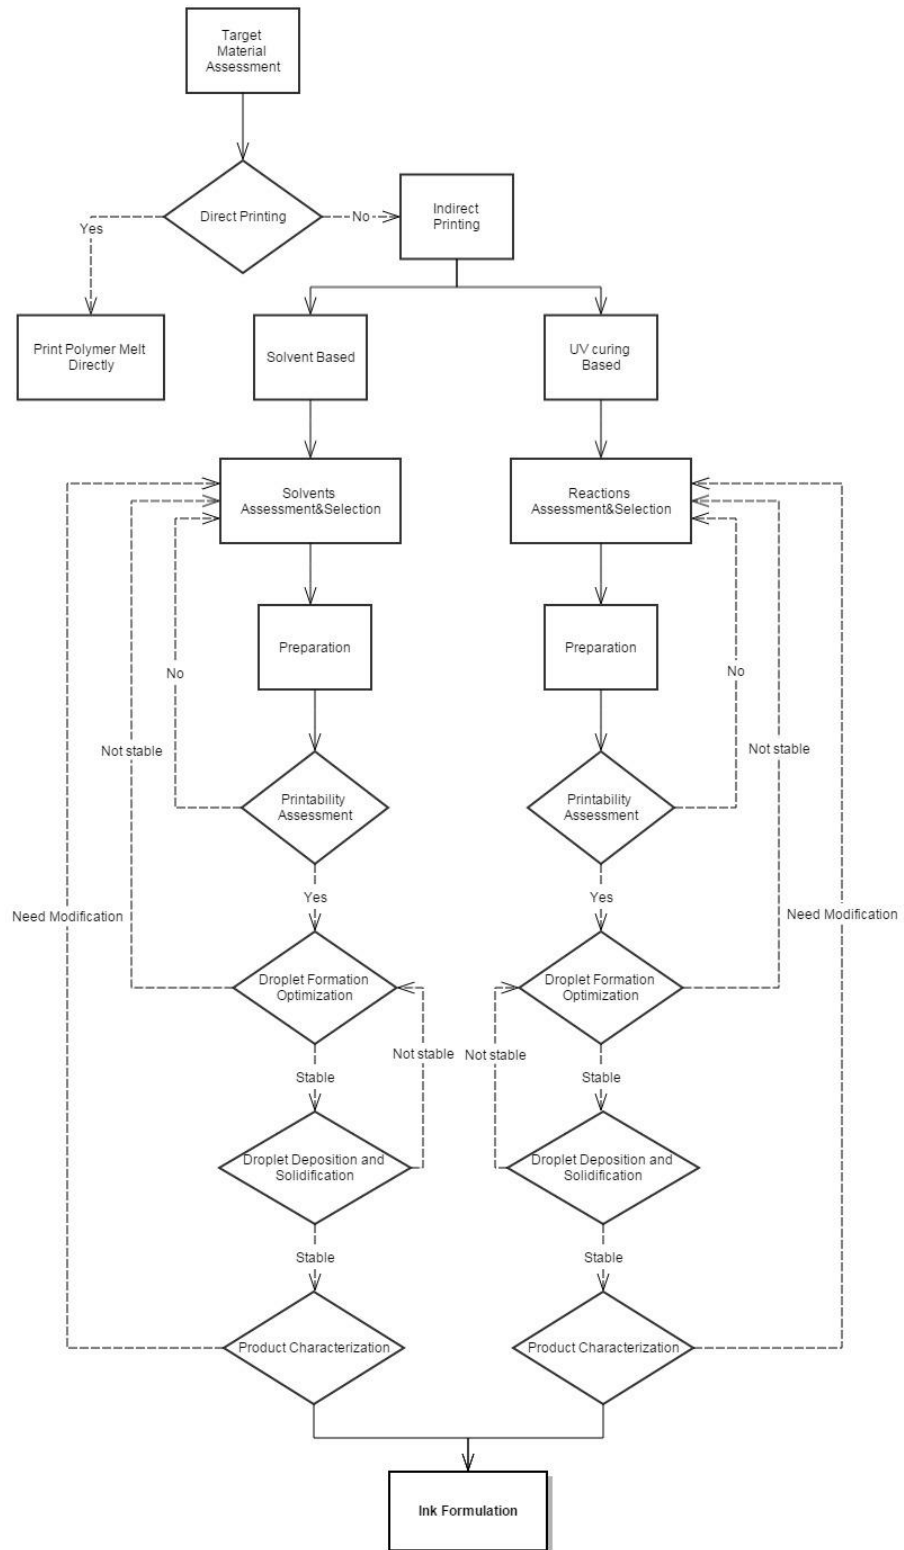 Target
Material
Assessment
Direct Printing
No
Indirect
Printing
Yes
Print Polymer Melt
Directly
Solvent Based
UV curing
Based
Solvents
Assessment&Selection
Reactions
Assessment&Selection
Preparation
Preparation
No
No
Not stable
Not stable
Printability
Assessment
Printability
Assessment
Yes
Yes
Need Modification
Need Modification
Droplet Formation
Optimization
Droplet Formation
Optimization
Not stable
Not stable
Stable
Stable
Droplet Deposition and
Solidification
Droplet Deposition and
Solidification
Stable
Stable
Product Characterization
Product Characterization
Ink Formulation